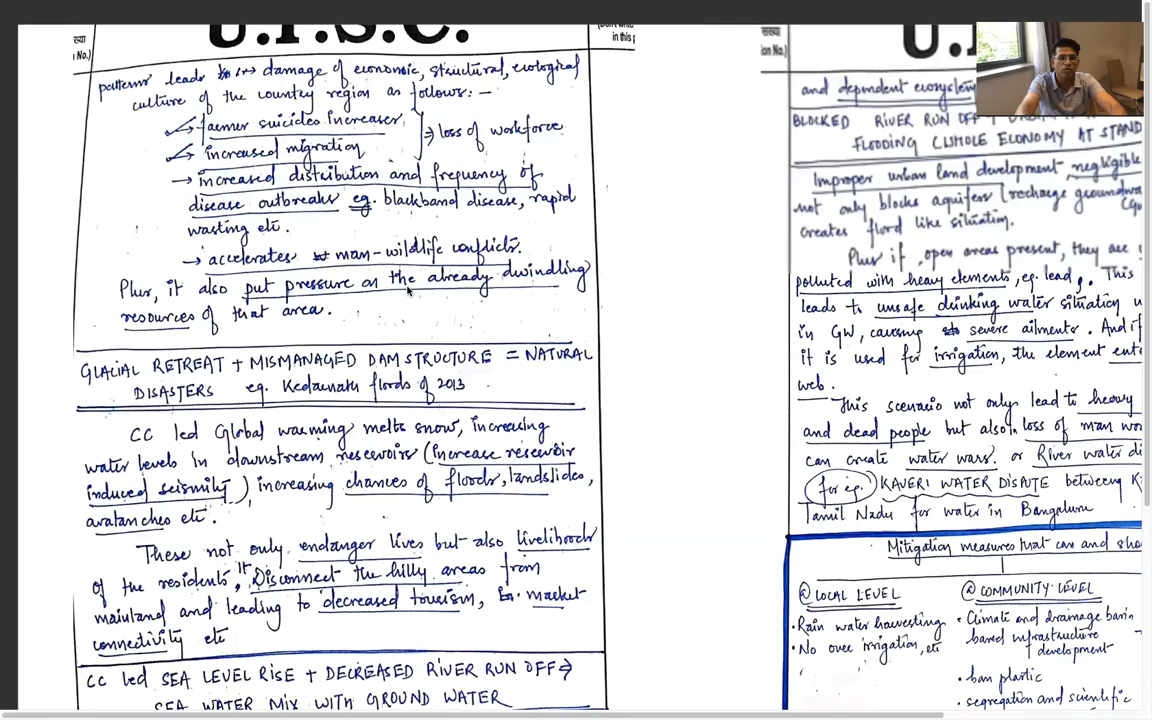 U.P.S.C.
ख्या
No.)
in this
patterns leads to damage of economic, structural, ecological
culture of the country region as follows: –
farmer suicides increases
increased migration
⇒ loss of workforce
→ increased distribution and frequency of
disease outbreaks eg. blackband disease, rapid
wasting etc.
→ accelerates man-wildlife conflicts.
Plus, it also put pressure on the already dwindling
resources of that area.
GLACIAL RETREAT + MISMANAGED DAM STRUCTURE = NATURAL
DISASTERS eg. Kedarnath floods of 2013
CC led Global warming melts snow, increasing
water levels in downstream reservoirs (increase reservoir
induced seismity) increasing chances of floods, landslides,
avalanches etc.
These not only endanger lives but also livelihoods
of the residents. It Disconnect the hilly areas from
mainland and leading to decreased tourism, market
connectivity etc
CC led SEA LEVEL RISE + DECREASED RIVER RUN OFF ⇒
SEA WATER MIX WITH GROUND WATER
ion No.)
U.
and dependent ecosystem
BLOCKED RIVER RUN OFF
FLOODING WHOLE ECONOMY AT STAND
Improper urban land development, negligible
not only blocks aquifers (recharge groundwa
creates flood like situation.
Plus if, open areas present, they are
polluted with heavy elements, eg. lead. This
leads to unsafe drinking water situation
in GW, causing severe ailments. And if
it is used for irrigation, the element ent
web.
This scenario not only lead to heavy
and dead people but also loss of man wo
can create water wars. or River water di
for eg. KAVERI WATER DISPUTE between K
Tamil Nadu for water in Bangalure
Mitigation measures that can and sho
@ LOCAL LEVEL
• Rain water harvesting
• No over irrigation, etc
@ COMMUNITY LEVEL
• Climate and drainage basin
based infrastructure
development
• ban plastic
• segregation and scientific